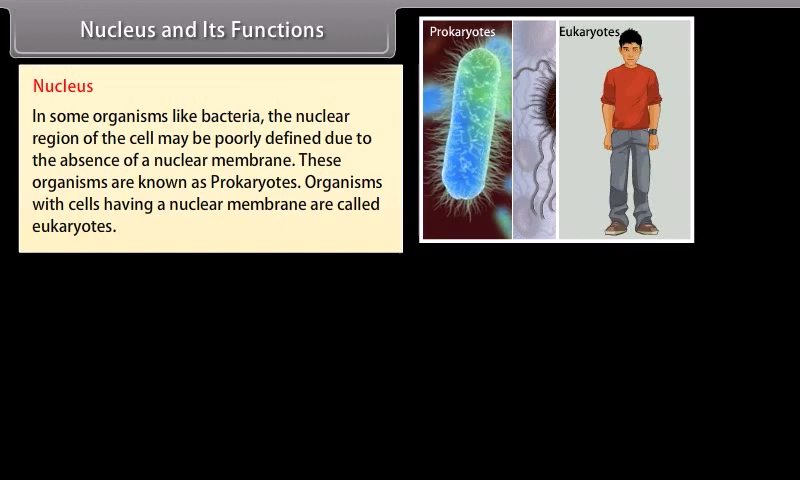 Nucleus and Its Functions
Nucleus
In some organisms like bacteria, the nuclear
region of the cell may be poorly defined due to
the absence of a nuclear membrane. These
organisms are known as Prokaryotes. Organisms
with cells having a nuclear membrane are called
eukaryotes.
Prokaryotes
Eukaryotes